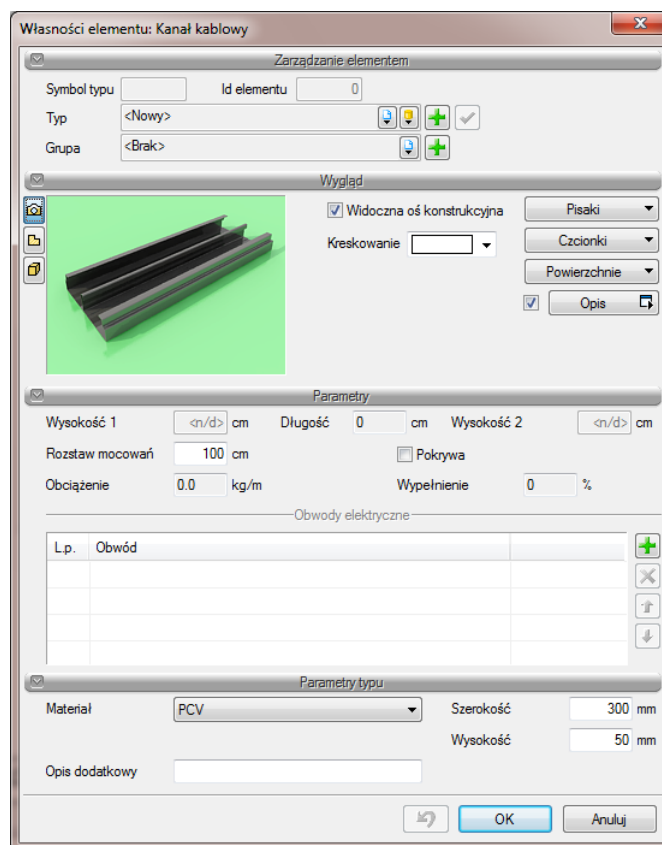 Własności elementu: Kanał kablowy
Zarządzanie elementem
Symbol typu Id elementu 0
Typ <Nowy>
Grupa <Brak>
Wygląd
Widoczna oś konstrukcyjna Pisaki
Kreskowanie Czcionki
Powierzchnie
Opis
Parametry
Wysokość 1 <n/d> cm Długość 0 cm Wysokość 2 <n/d> cm
Rozstaw mocowań 100 cm Pokrywa
Obciążenie 0.0 kg/m Wypełnienie 0 %
Obwody elektryczne
L.p. Obwód
Parametry typu
Materiał PCV Szerokość 300 mm
Wysokość 50 mm
Opis dodatkowy
OK Anuluj